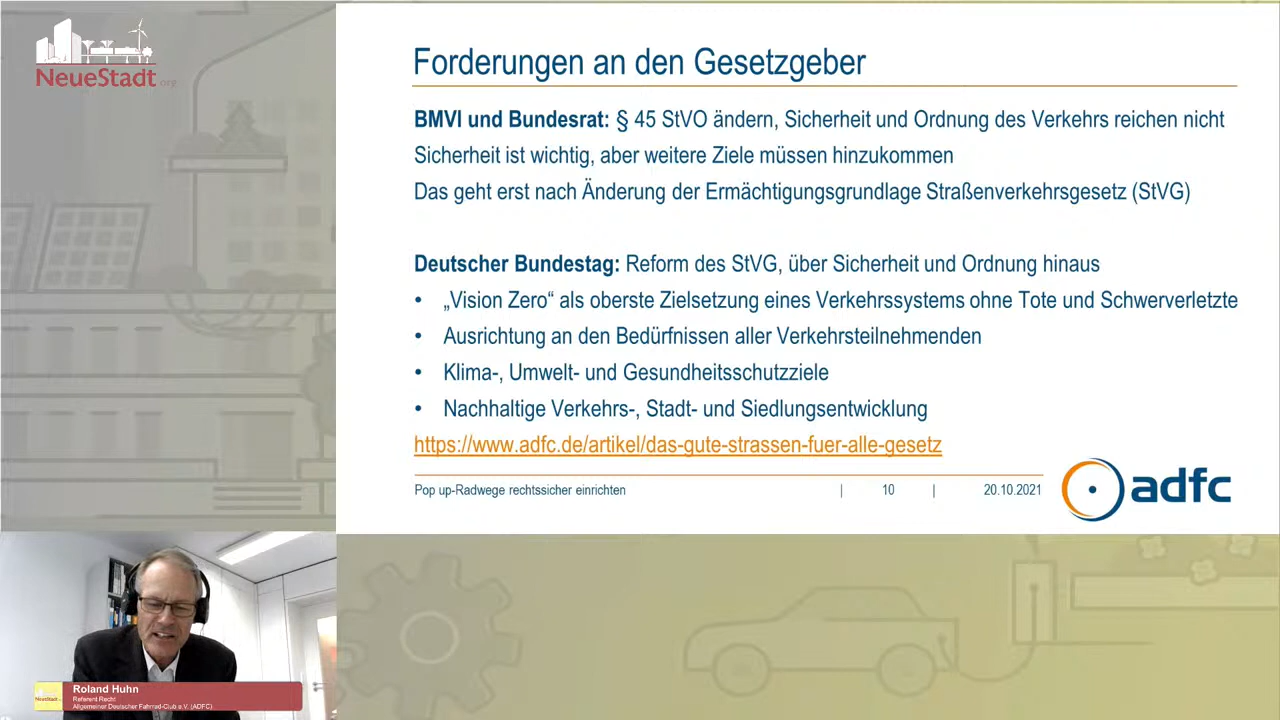 NeueStadt.org
Forderungen an den Gesetzgeber
BMVI und Bundesrat: § 45 StVO ändern, Sicherheit und Ordnung des Verkehrs reichen nicht
Sicherheit ist wichtig, aber weitere Ziele müssen hinzukommen
Das geht erst nach Änderung der Ermächtigungsgrundlage Straßenverkehrsgesetz (StVG)
Deutscher Bundestag: Reform des StVG, über Sicherheit und Ordnung hinaus
• „Vision Zero“ als oberste Zielsetzung eines Verkehrssystems ohne Tote und Schwerverletzte
• Ausrichtung an den Bedürfnissen aller Verkehrsteilnehmenden
• Klima-, Umwelt- und Gesundheitsschutzziele
• Nachhaltige Verkehrs-, Stadt- und Siedlungsentwicklung
https://www.adfc.de/artikel/das-gute-strassen-fuer-alle-gesetz
Pop up-Radwege rechtssicher einrichten | 10 | 20.10.2021
adfc
NeueStadt
Roland Huhn
Referent Recht
Allgemeiner Deutscher Fahrrad-Club e.V. (ADFC)